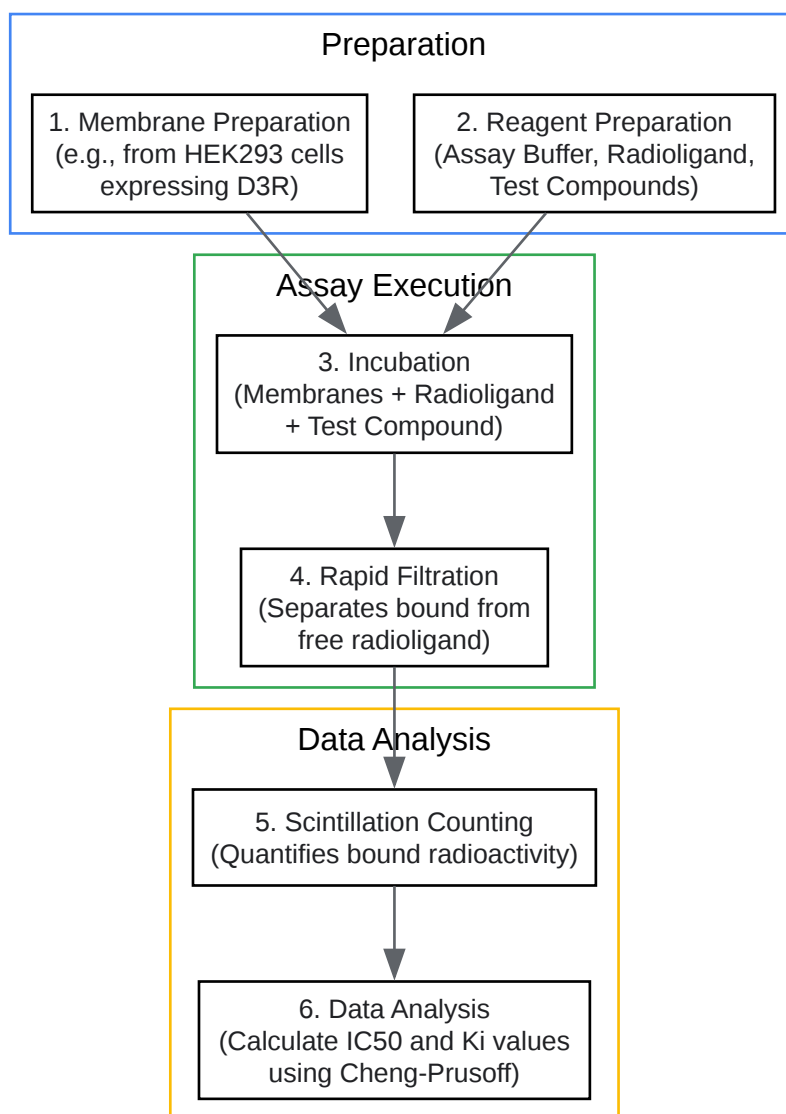 Preparation
1. Membrane Preparation
(e.g., from HEK293 cells
expressing D3R)
2. Reagent Preparation
(Assay Buffer, Radioligand,
Test Compounds)
Assay Execution
3. Incubation
(Membranes + Radioligand
+ Test Compound)
4. Rapid Filtration
(Separates bound from
free radioligand)
Data Analysis
5. Scintillation Counting
(Quantifies bound radioactivity)
6. Data Analysis
(Calculate IC50 and Ki values
using Cheng-Prusoff)